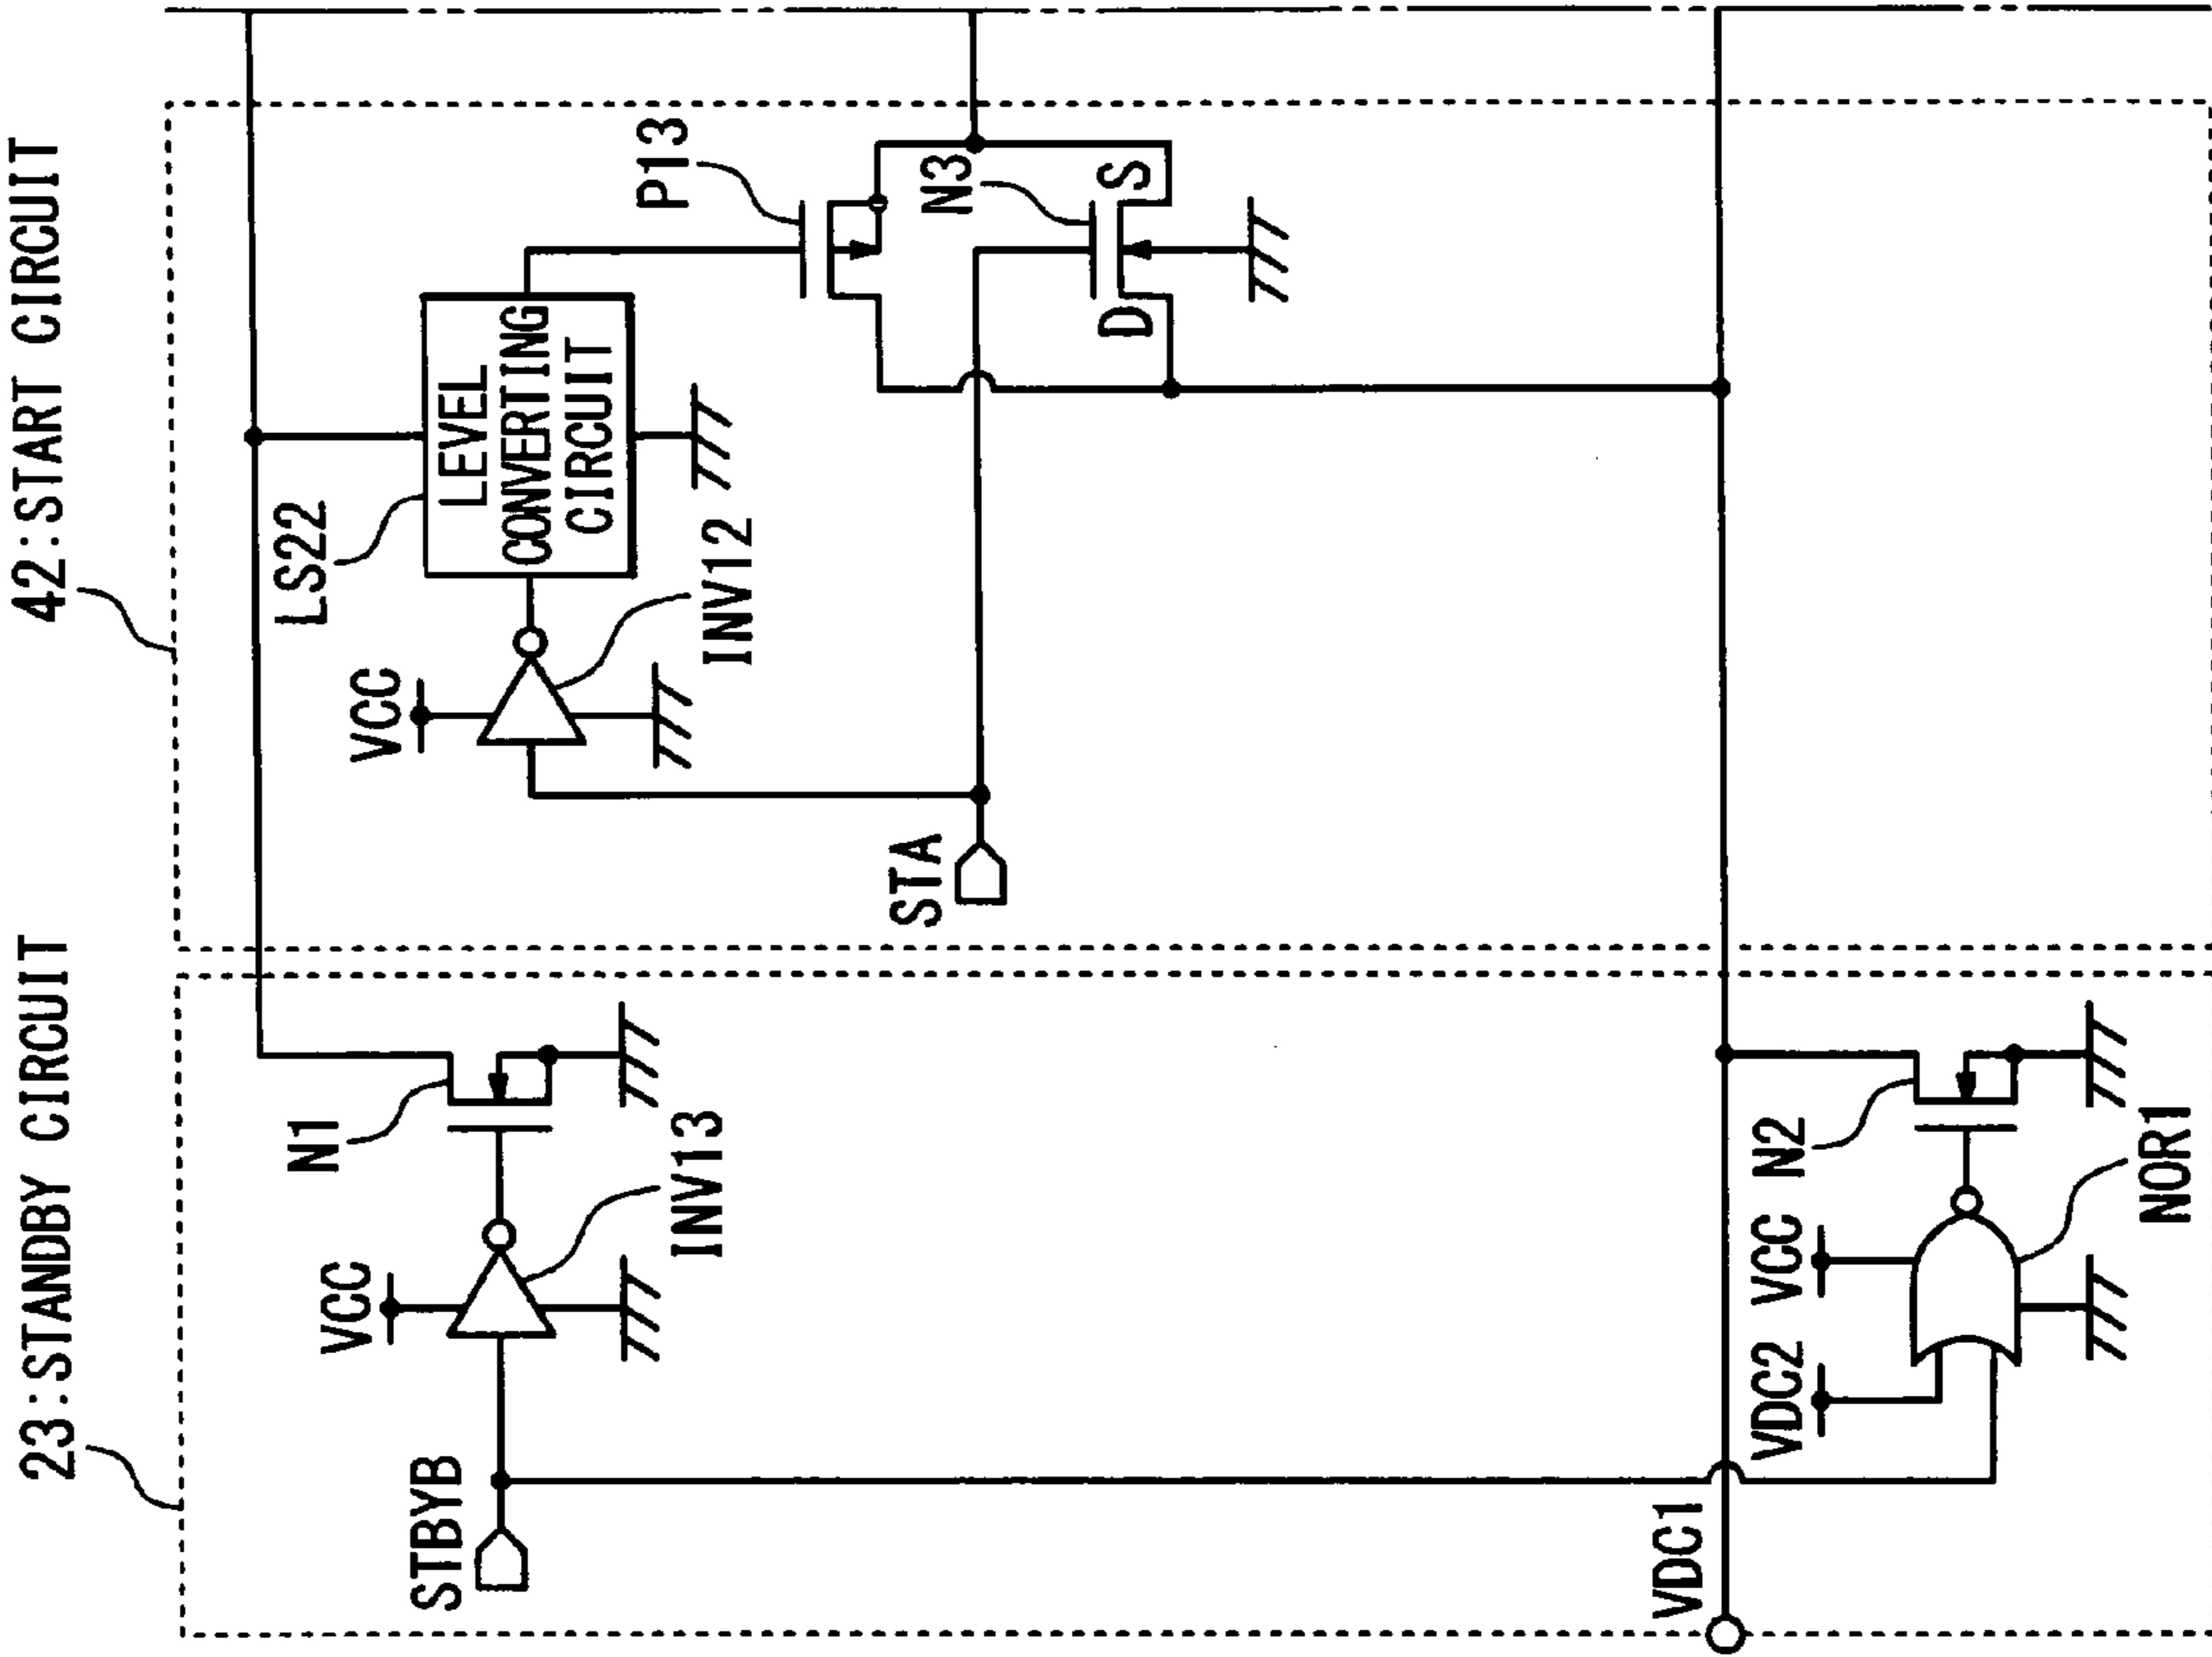 23:STANDBY CIRCUIT
42:START CIRCUIT
STBYB
VCC
INV13
N1
VDC1
VDC2
VCC
N2
NOR1
STA
VCC
INV12
LS22
LEVEL
CONVERTING
CIRCUIT
P13
N3
D
S